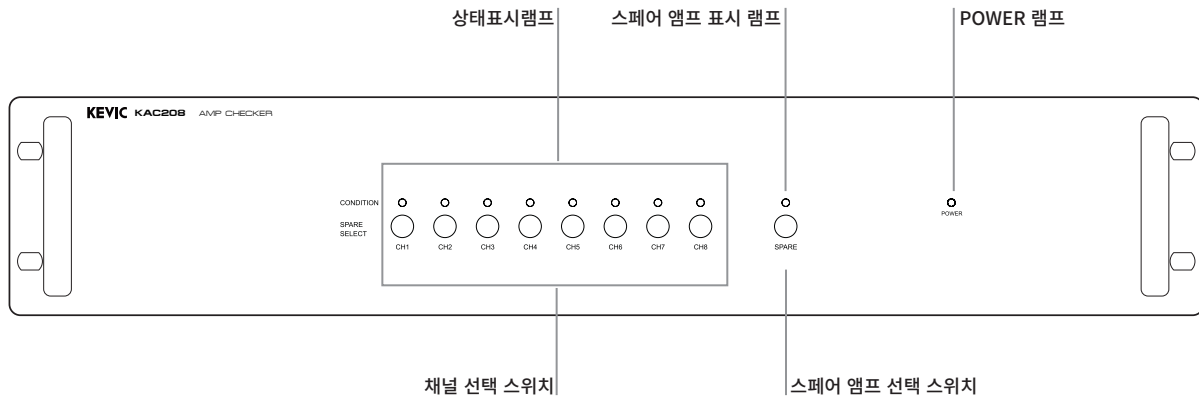 상태표시램프
스페어 앰프 표시 램프
POWER 램프
KEVIC KAC208 AMP CHECKER
CONDITION
POWER
SPARE
SELECT
CH1 CH2 CH3 CH4 CH5 CH6 CH7 CH8 SPARE
채널 선택 스위치
스페어 앰프 선택 스위치